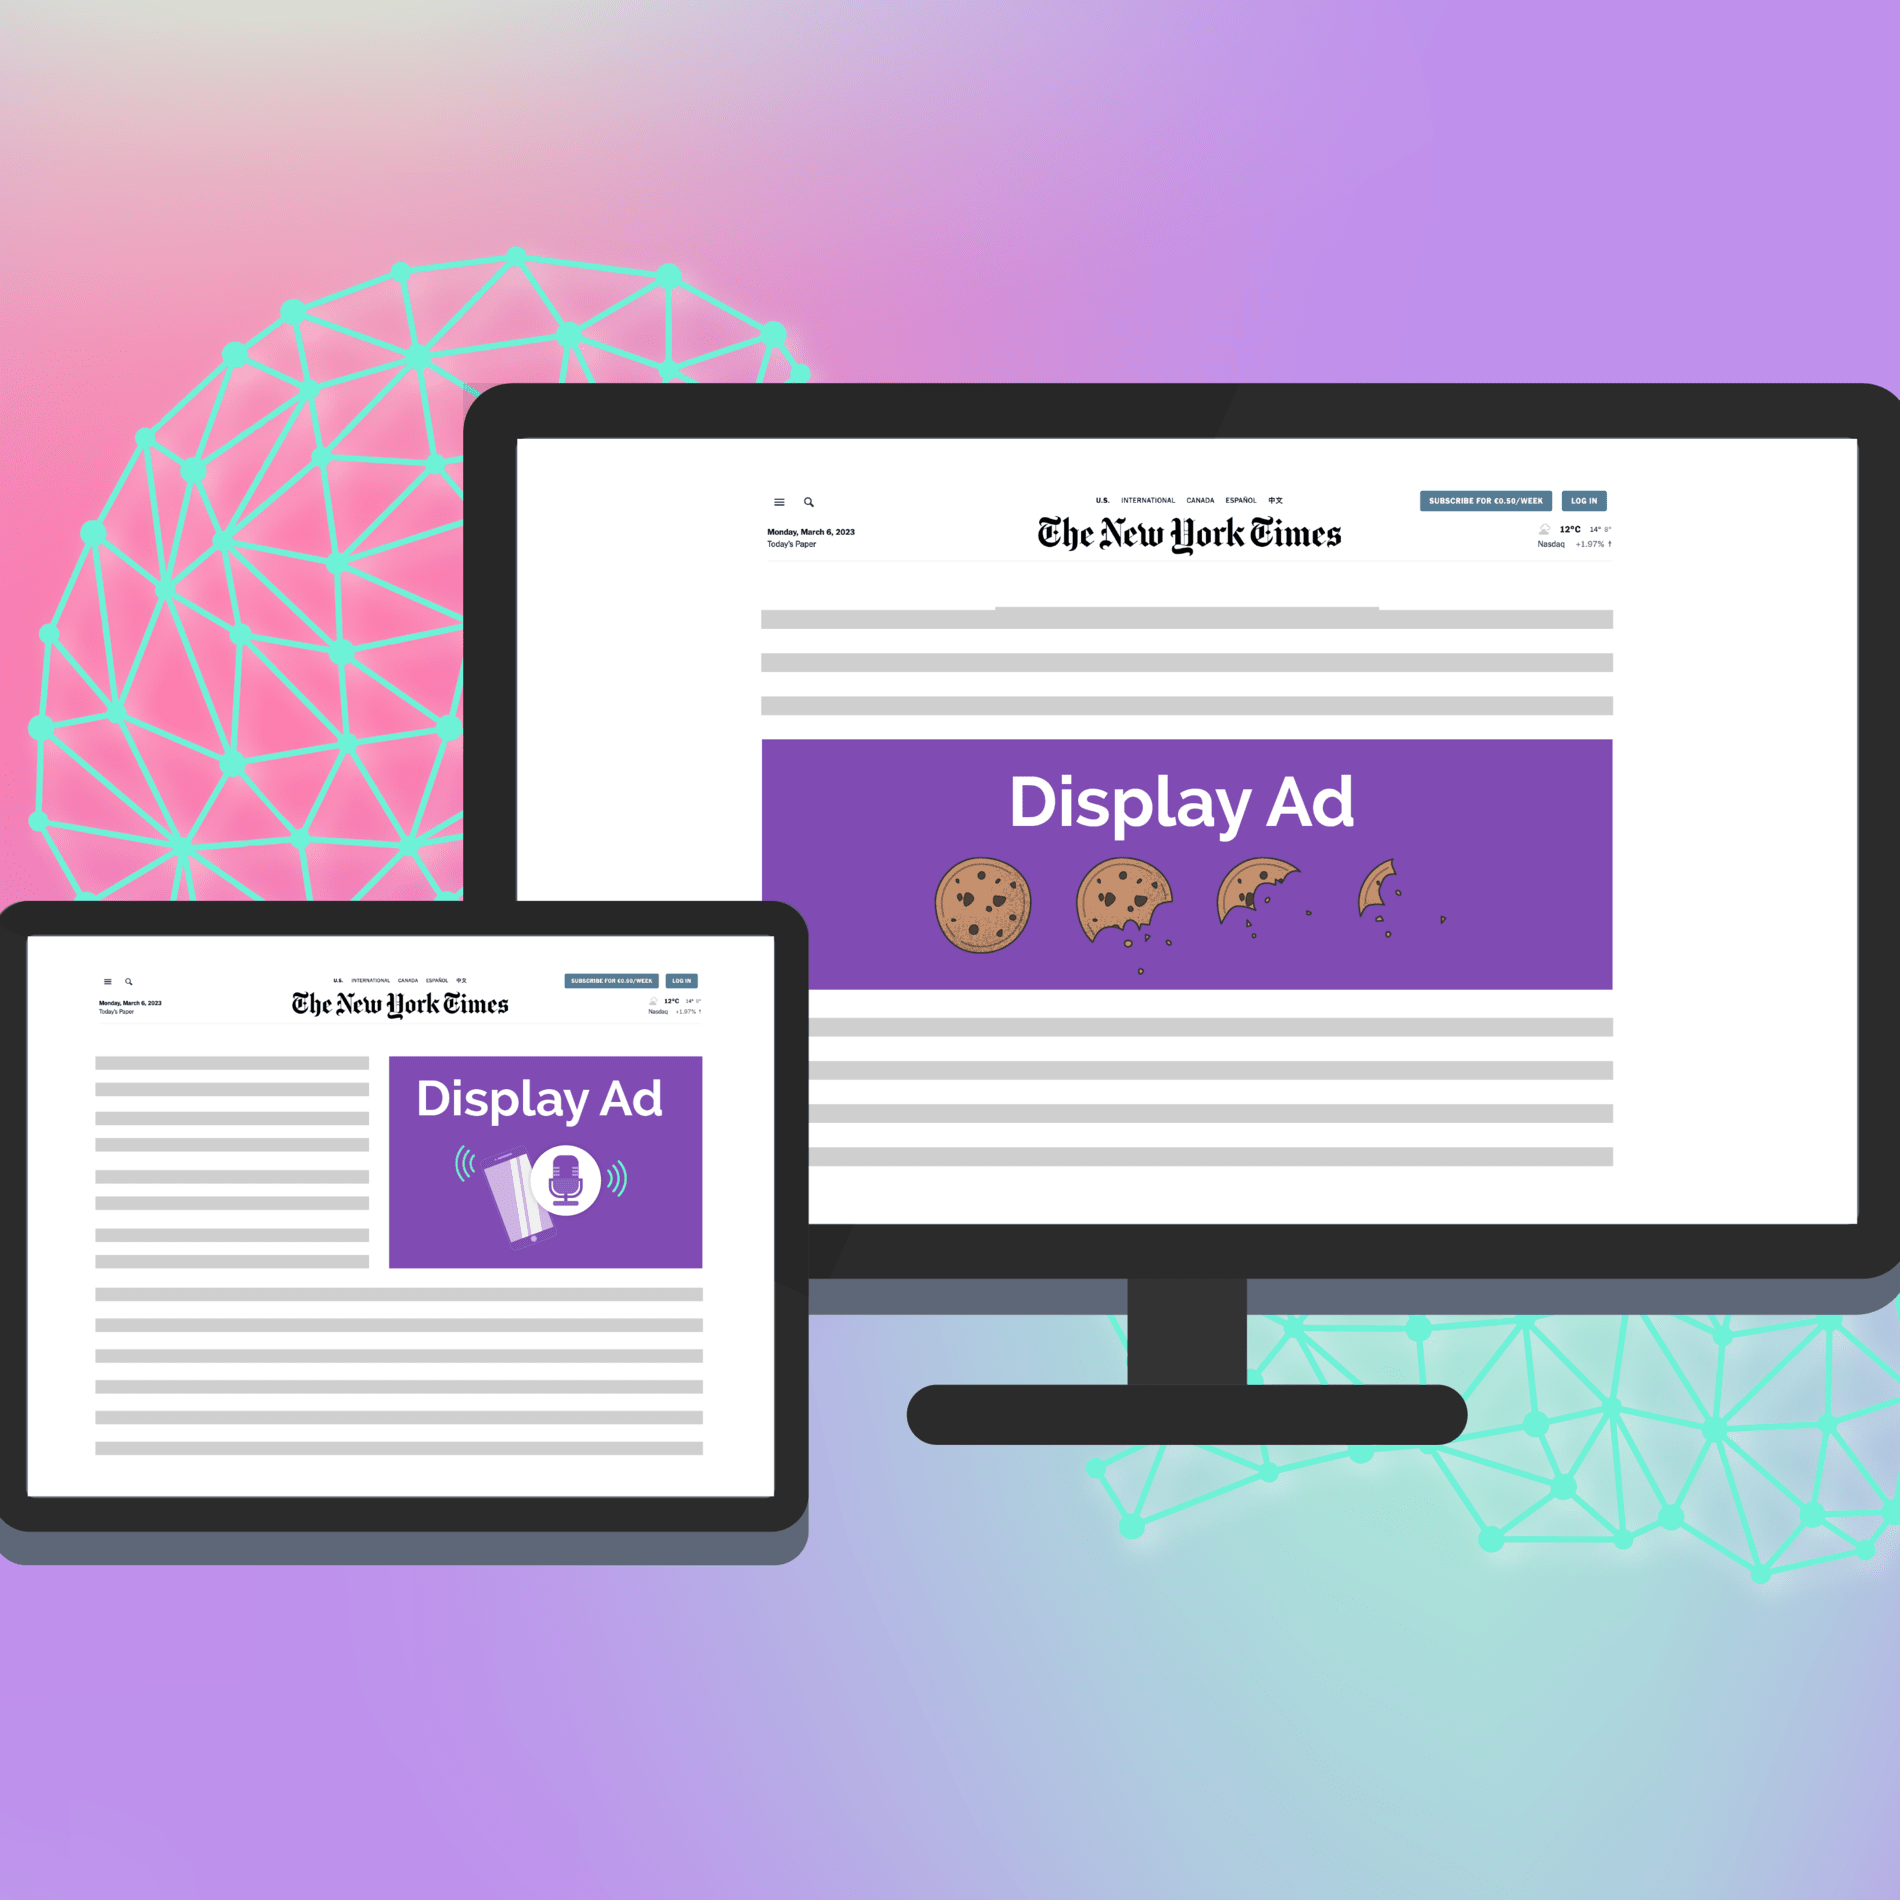 U.S. INTERNATIONAL CANADA ESPAÑOL 中文
SUBSCRIBE FOR €0.50/WEEK LOG IN
Monday, March 6, 2023
Today's Paper
The New York Times
12°C 14° 8°
Nasdaq +1.97% ↑
Display Ad
U.S. INTERNATIONAL CANADA ESPAÑOL 中文
SUBSCRIBE FOR €0.50/WEEK LOG IN
Monday, March 6, 2023
Today's Paper
The New York Times
12°C 14° 8°
Nasdaq +1.97% ↑
Display Ad